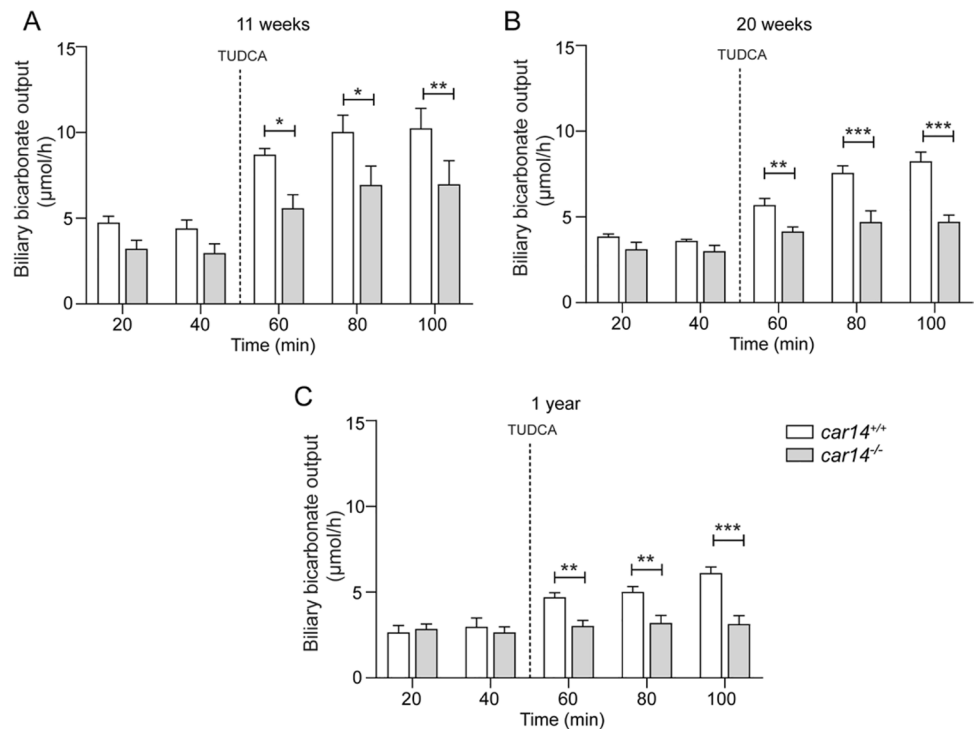 A
11 weeks
TUDCA
Biliary bicarbonate output
(μmol/h)
15
10
5
0
*
*
**
20 40 60 80 100
Time (min)
B
20 weeks
TUDCA
Biliary bicarbonate output
(μmol/h)
15
10
5
0
**
***
***
20 40 60 80 100
Time (min)
C
1 year
TUDCA
Biliary bicarbonate output
(μmol/h)
15
10
5
0
**
**
***
20 40 60 80 100
Time (min)
car14+/+
car14-/-